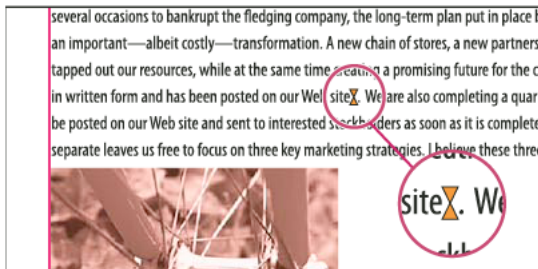 several occasions to bankrupt the fledging company, the long-term plan put in place
an important—albeit costly—transformation. A new chain of stores, a new partners
tapped out our resources, while at the same time creating a promising future for the c
in written form and has been posted on our Web site. We are also completing a quar
be posted on our Web site and sent to interested stockholders as soon as it is complete
separate leaves us free to focus on three key marketing strategies. I believe these three
site. We